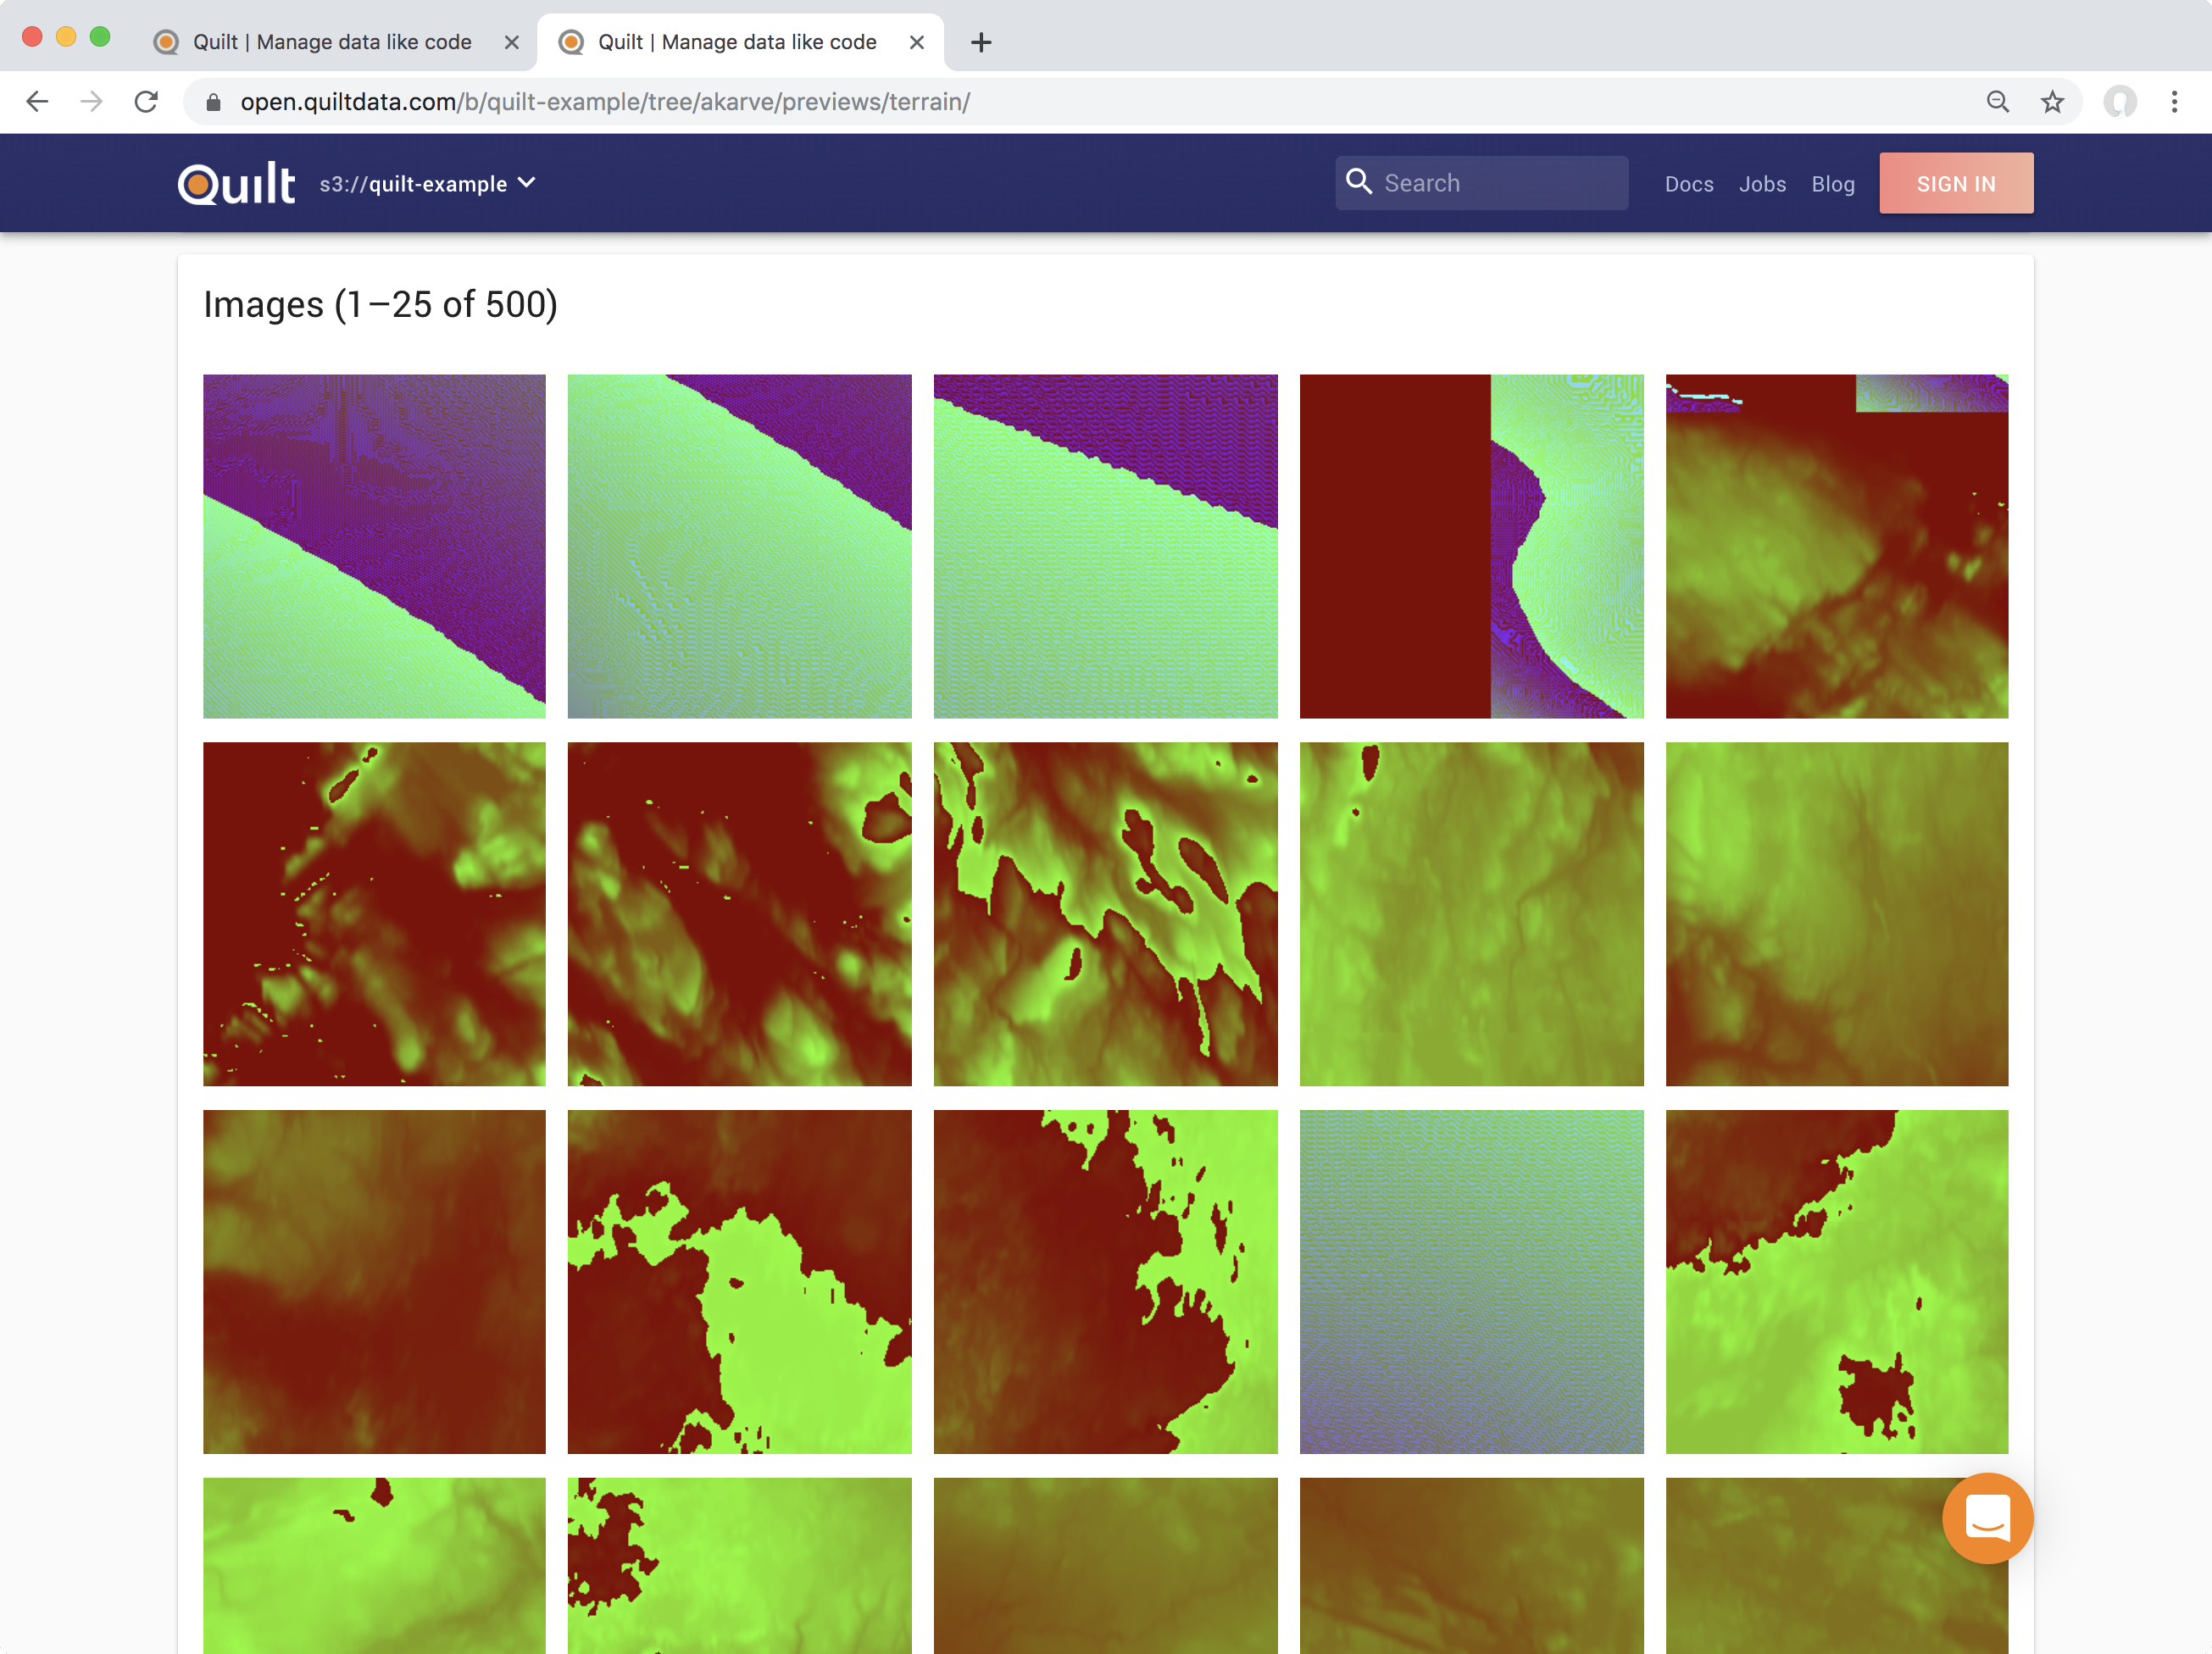 Quilt | Manage data like code
Quilt | Manage data like code
open.quiltdata.com/b/quilt-example/tree/akarve/previews/terrain/
Quilt
s3://quilt-example
Search
Docs
Jobs
Blog
SIGN IN
Images (1–25 of 500)